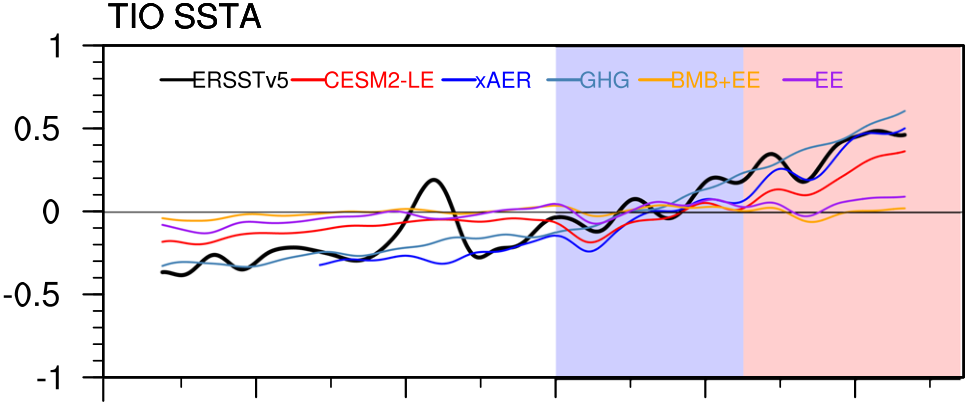 TIO SSTA
1
ERSSTv5 CESM2-LE xAER GHG BMB+EE EE
0.5
0
-0.5
-1